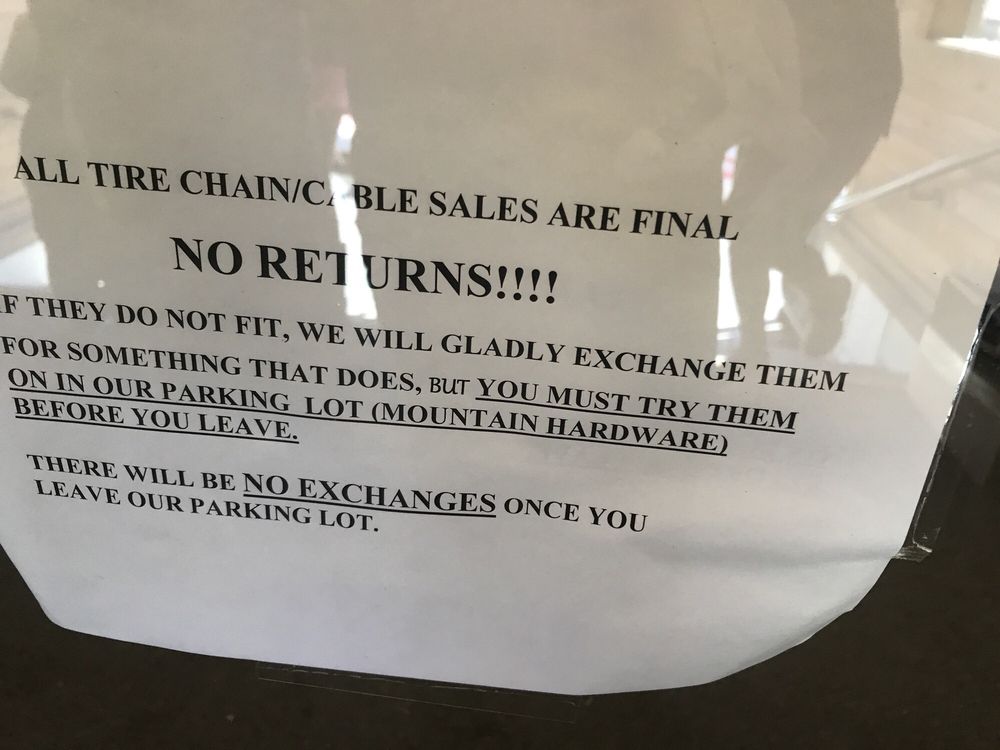 ALL TIRE CHAIN/CABLE SALES ARE FINAL
NO RETURNS!!!!
IF THEY DO NOT FIT, WE WILL GLADLY EXCHANGE THEM
FOR SOMETHING THAT DOES, BUT YOU MUST TRY THEM
ON IN OUR PARKING LOT (MOUNTAIN HARDWARE)
BEFORE YOU LEAVE.
THERE WILL BE NO EXCHANGES ONCE YOU
LEAVE OUR PARKING LOT.